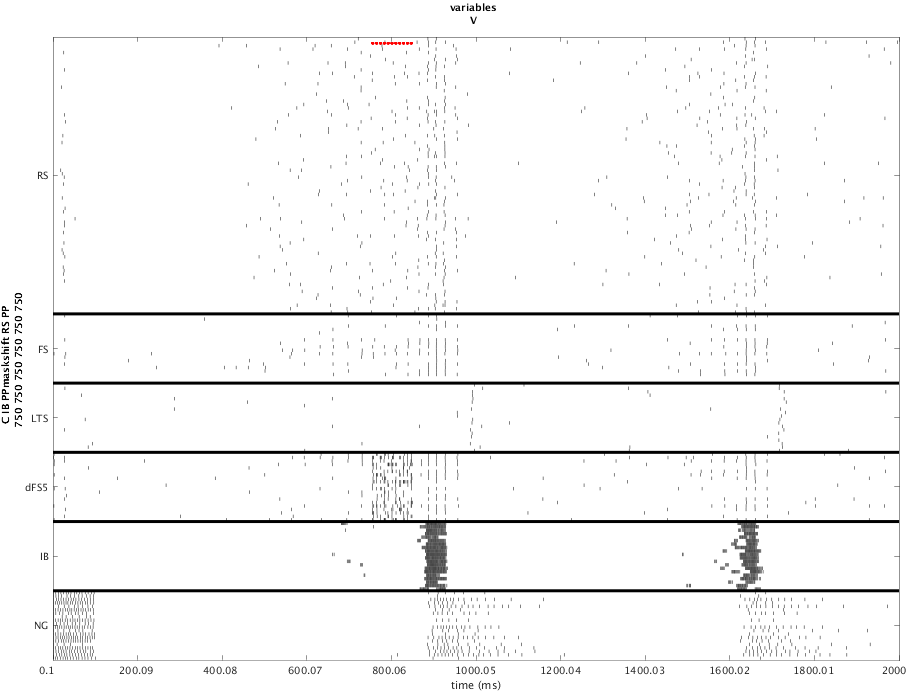 variables
V
C IB PPmaskshift RS PP
750 750 750 750 750 750
RS
FS
LTS
dFS5
IB
NG
0.1 200.09 400.08 600.07 800.06 1000.05 1200.04 1400.03 1600.02 1800.01 2000
time (ms)